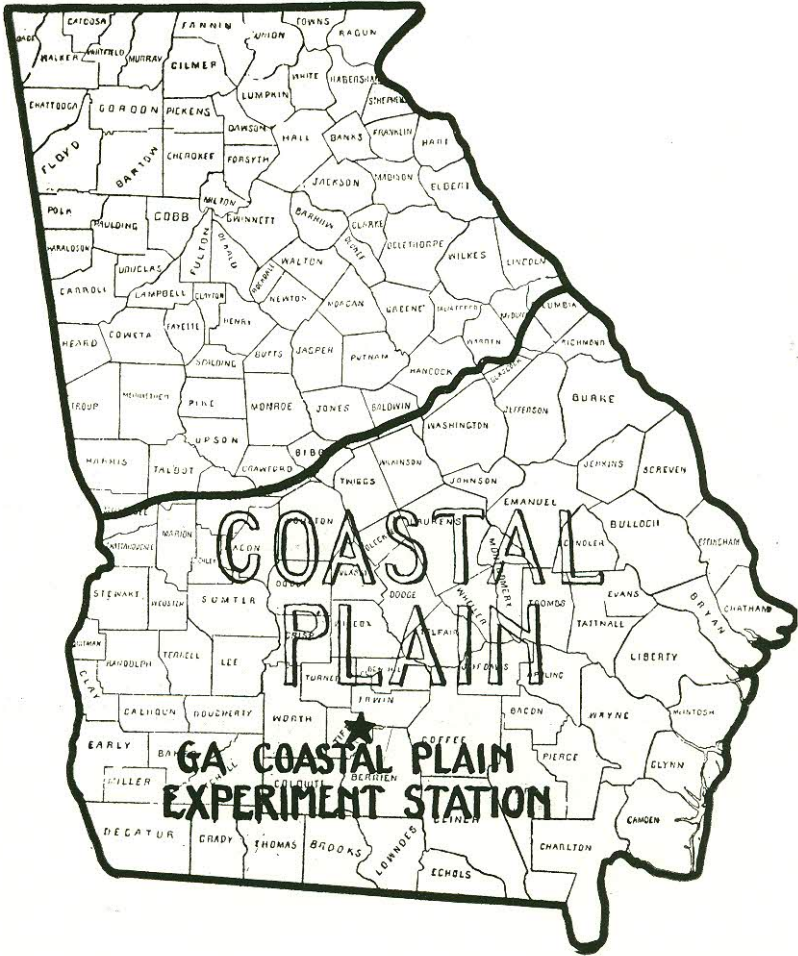 CATOOSA
FANNIN
TOWNS
UNION
RABUN
WALKER
WHITFIELD
MURRAY
GILMER
WHITE
HABERSHAM
LUMPKIN
STEPHENS
CHATTOOGA
GORDON
PICKENS
DAWSON
HALL
BANKS
FRANKLIN
HART
FLOYD
BARTOW
CHEROKEE
FORSYTH
JACKSON
MADISON
ELBERT
POLK
PAULDING
COBB
MILTON
GWINNETT
BARROW
CLARKE
OCONEE
OGLETHORPE
WILKES
LINCOLN
HARALDSON
DOUGLAS
FULTON
DEKALB
ROCKDALE
WALTON
CARROLL
CAMPBELL
CLAYTON
NEWTON
MORGAN
GREENE
HEARD
COWETA
FAYETTE
HENRY
WARREN
RICHMOND
SPALDING
BUTTS
JASPER
PUTNAM
HANCOCK
GLASCOCK
TROUP
PIKE
MONROE
JONES
BALDWIN
WASHINGTON
JEFFERSON
BURKE
UPSON
BIBB
HARRIS
TALBOT
CRAWFORD
TWIGGS
WILKINSON
JOHNSON
JENKINS
SCREVEN
EMANUEL
MARION
BULLOCH
EFFINGHAM
COASTAL
PLAIN
STEWART
WEBSTER
SUMTER
DODGE
WHEELER
MONTGOMERY
TOOMBS
EVANS
TATTNALL
BRYAN
CHATHAM
RANDOLPH
TERRELL
LEE
LIBERTY
CLAY
TURNER
CALHOUN
DOUGHERTY
WORTH
IRWIN
COFFEE
BACON
WAYNE
McINTOSH
EARLY
PIERCE
GLYNN
GA COASTAL PLAIN
MILLER
BERRIEN
EXPERIMENT STATION
DECATUR
GRADY
THOMAS
BROOKS
LOWNDES
ECHOLS
CHARLTON
CAMDEN